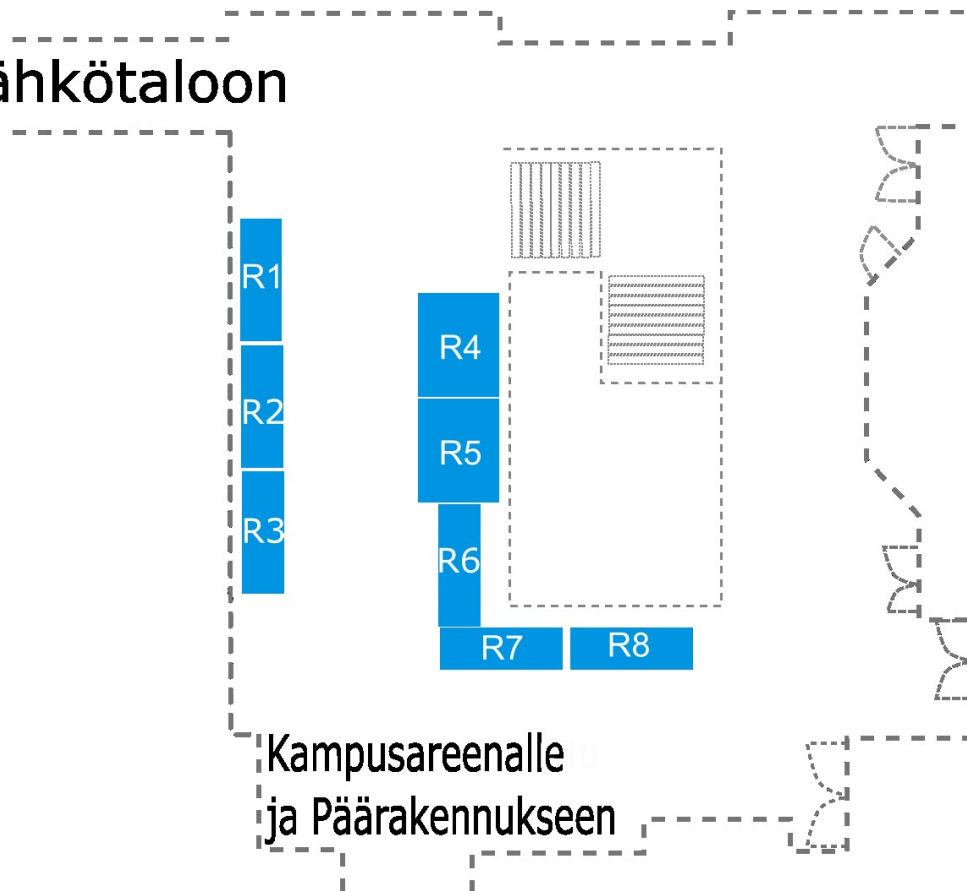 ähkötaloon
R1
R2
R3
R4
R5
R6
R7
R8
Kampusareenalle
ja Päärakennukseen